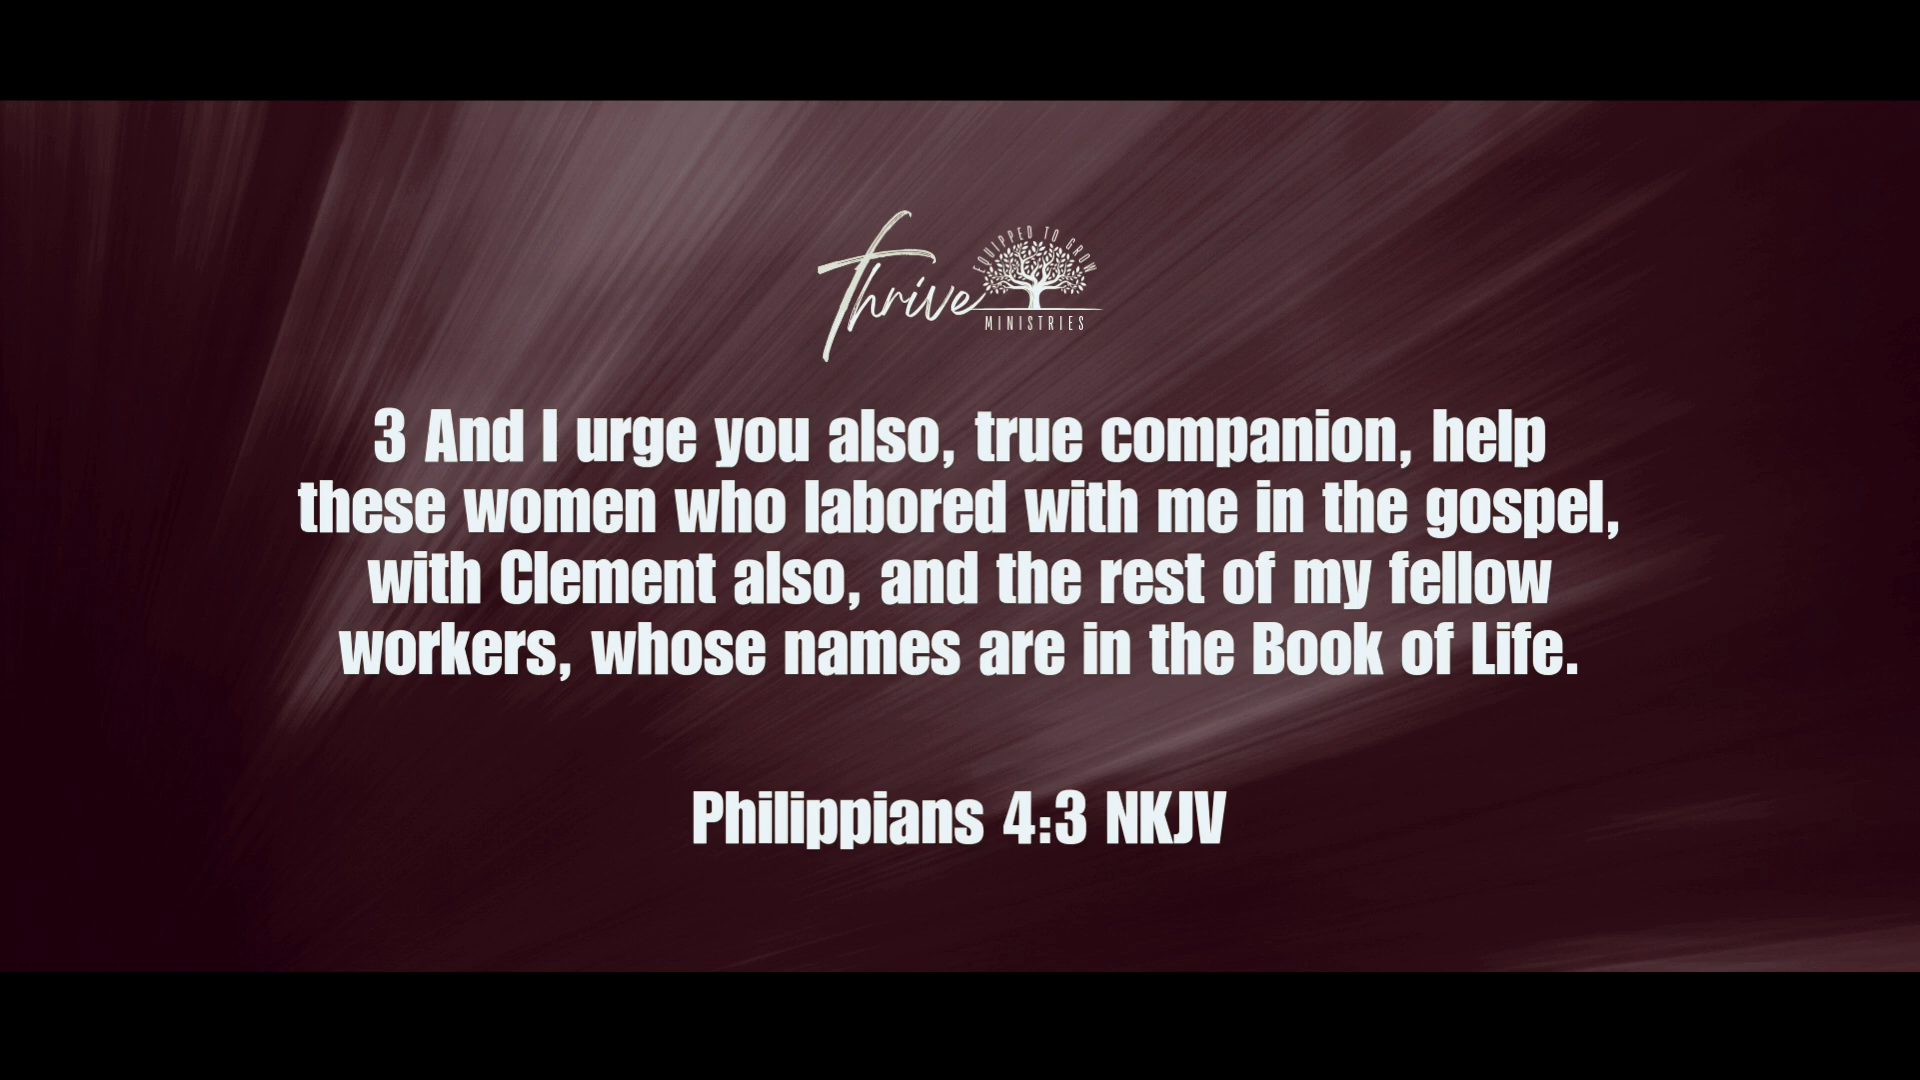 Thrive
EQUIPPED TO GROW
MINISTRIES
3 And I urge you also, true companion, help
these women who labored with me in the gospel,
with Clement also, and the rest of my fellow
workers, whose names are in the Book of Life.
Philippians 4:3 NKJV